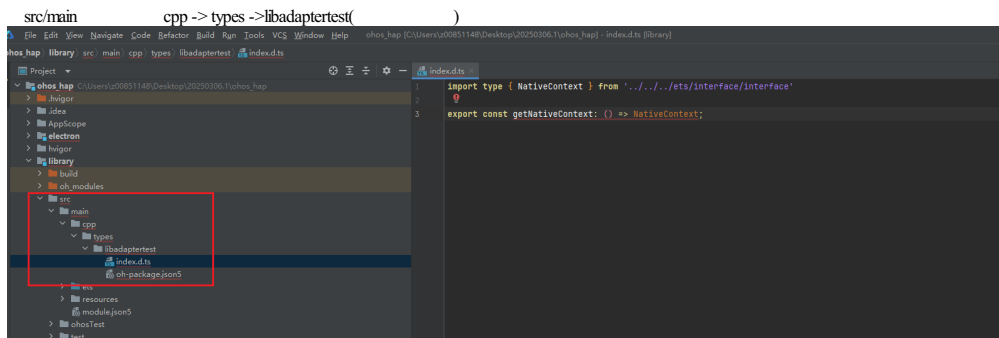 src/main cpp -> types ->libadaptertest( )
File Edit View Navigate Code Refactor Build Run Tools VCS Window Help ohos_hap [C:\Users\z00851148\Desktop\20250306.1\ohos_hap] - index.d.ts [library]
ohos_hap library src main cpp types libadaptertest index.d.ts
Project index.d.ts
ohos_hap C:\Users\z00851148\Desktop\20250306.1\ohos_hap
1 import type { NativeContext } from '../../../ets/interface/interface'
.hvigor
2
.idea
3 export const getNativeContext: () => NativeContext;
AppScope
electron
hvigor
library
build
oh_modules
src
main
cpp
types
libadaptertest
index.d.ts
oh-package.json5
ets
resources
module.json5
ohosTest
test